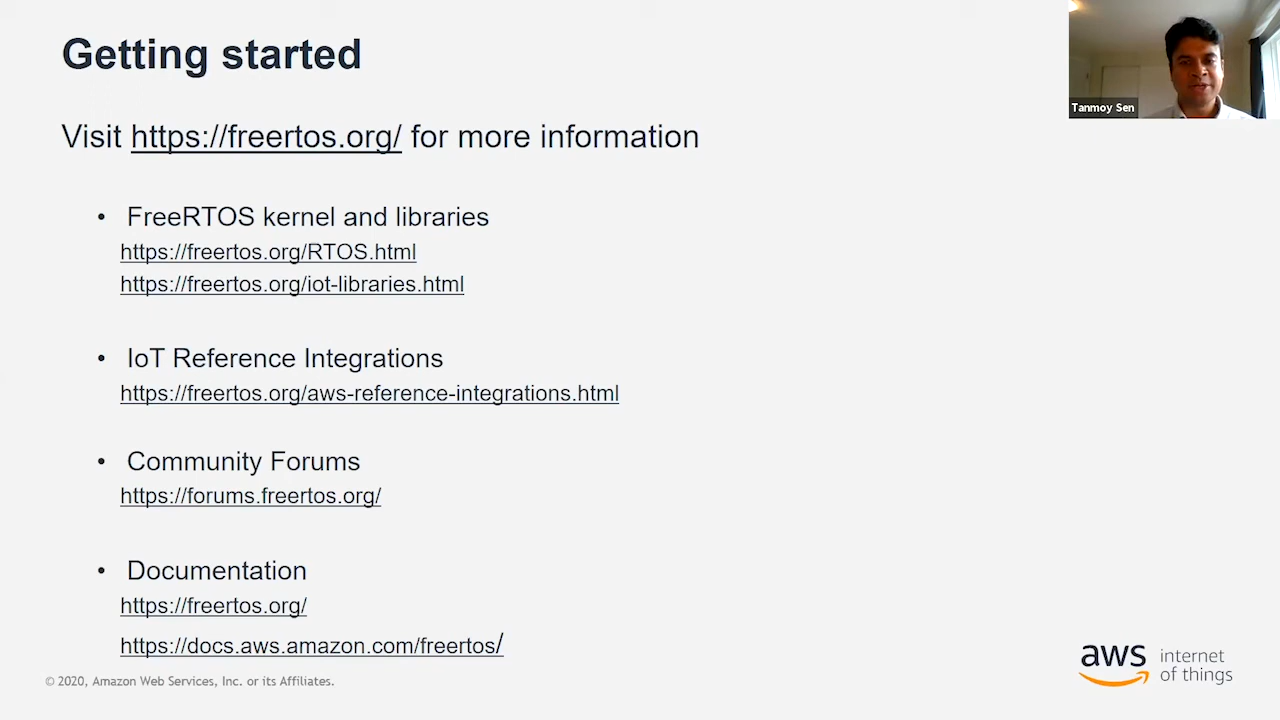 Getting started
Tanmoy Sen
Visit https://freertos.org/ for more information
• FreeRTOS kernel and libraries
https://freertos.org/RTOS.html
https://freertos.org/iot-libraries.html
• IoT Reference Integrations
https://freertos.org/aws-reference-integrations.html
• Community Forums
https://forums.freertos.org/
• Documentation
https://freertos.org/
https://docs.aws.amazon.com/freertos/
© 2020, Amazon Web Services, Inc. or its Affiliates.
aws internet
of things